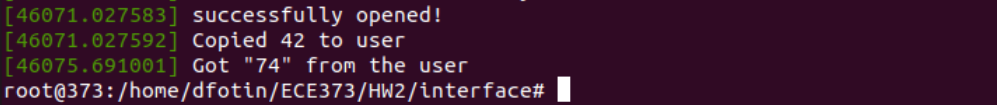 [46071.027583] successfully opened!
[46071.027592] Copied 42 to user
[46075.691001] Got "74" from the user
root@373:/home/dfotin/ECE373/HW2/interface#